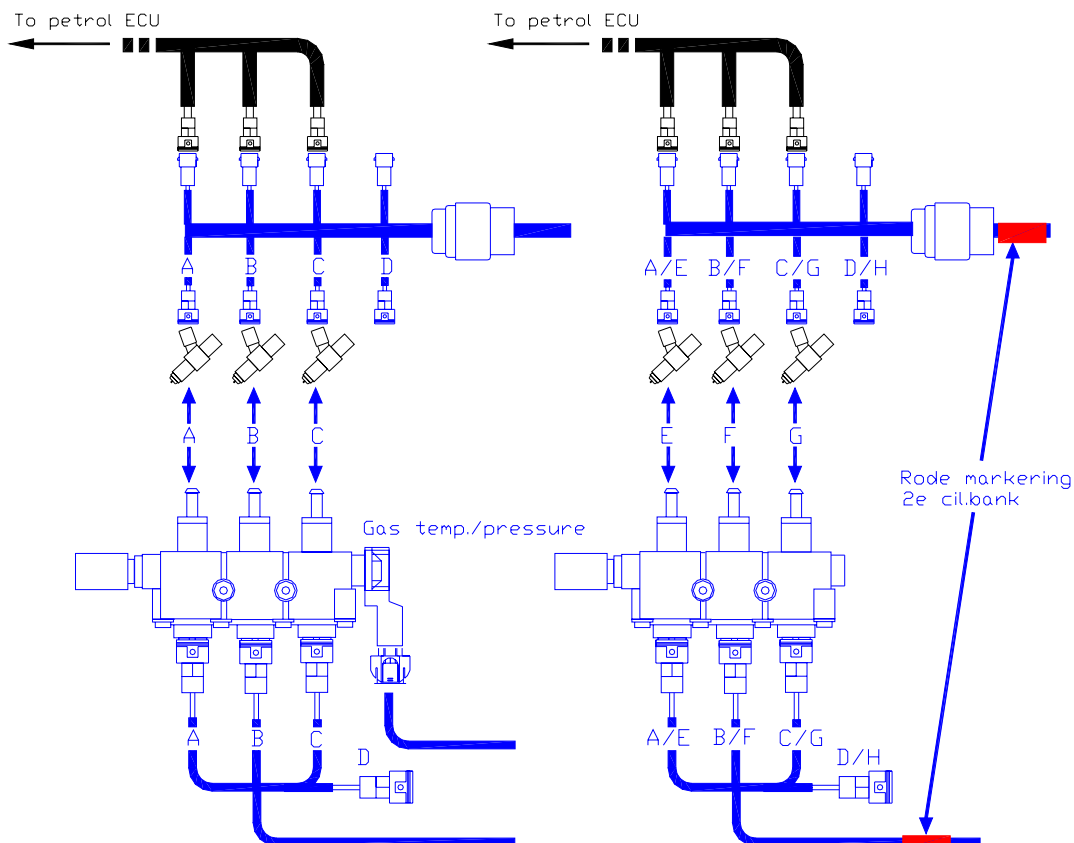 To petrol ECU
To petrol ECU
A B C D
A/E B/F C/G D/H
A B C
E F G
Rode markering
2e cil.bank
Gas temp./pressure
A B C
D
A/E B/F C/G
D/H